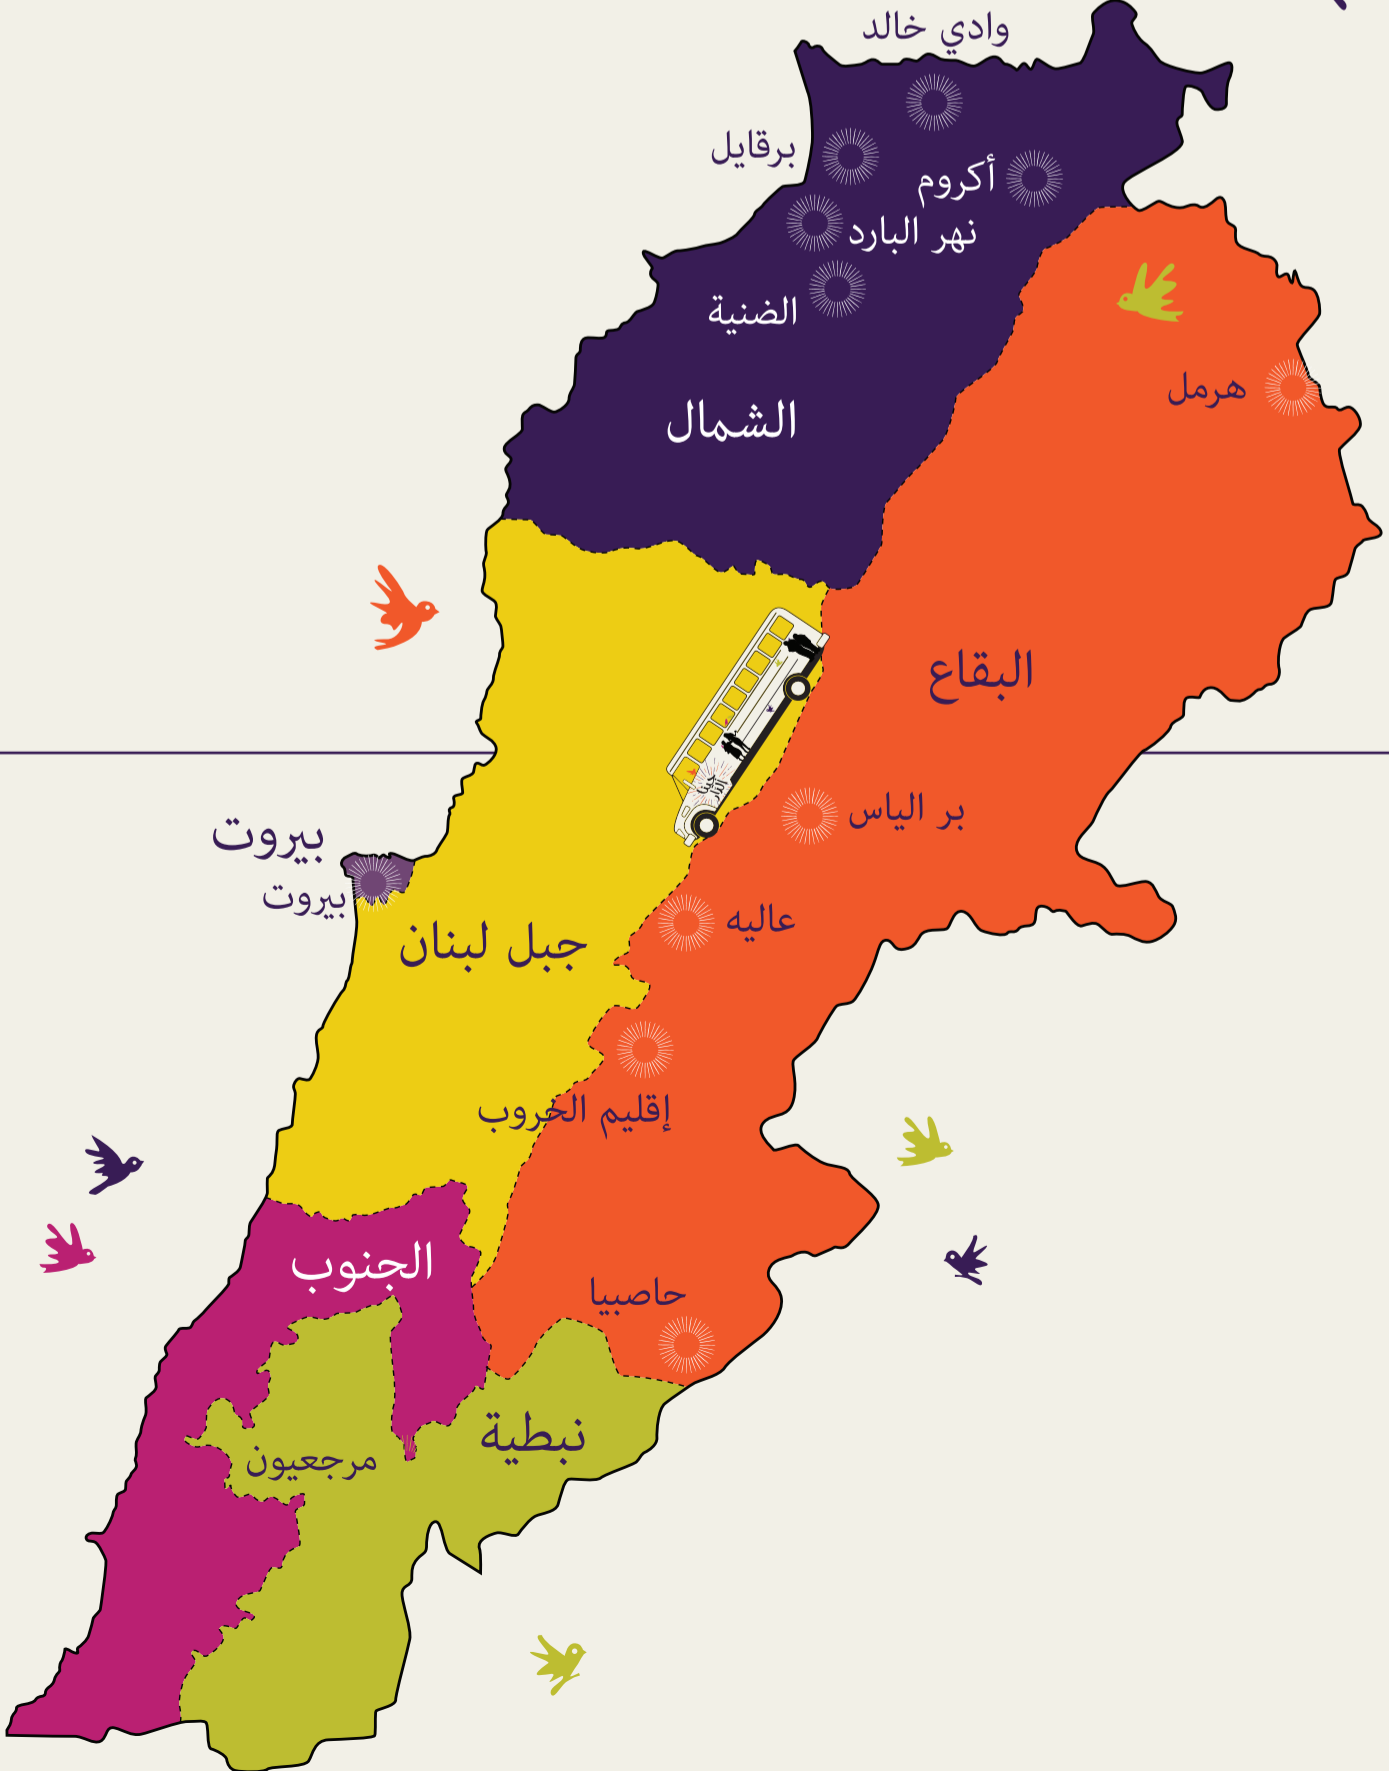 وادي خالد
برقايل
أكروم
نهر البارد
الضنية
هرمل
الشمال
البقاع
بر الياس
بيروت
بيروت
عاليه
جبل لبنان
إقليم الخروب
الجنوب
حاصبيا
نبطية
مرجعيون